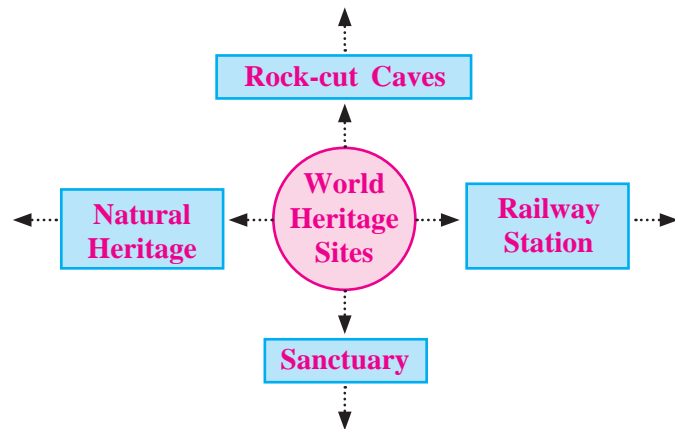 Rock-cut Caves
World
Heritage
Sites
Natural
Heritage
Railway
Station
Sanctuary